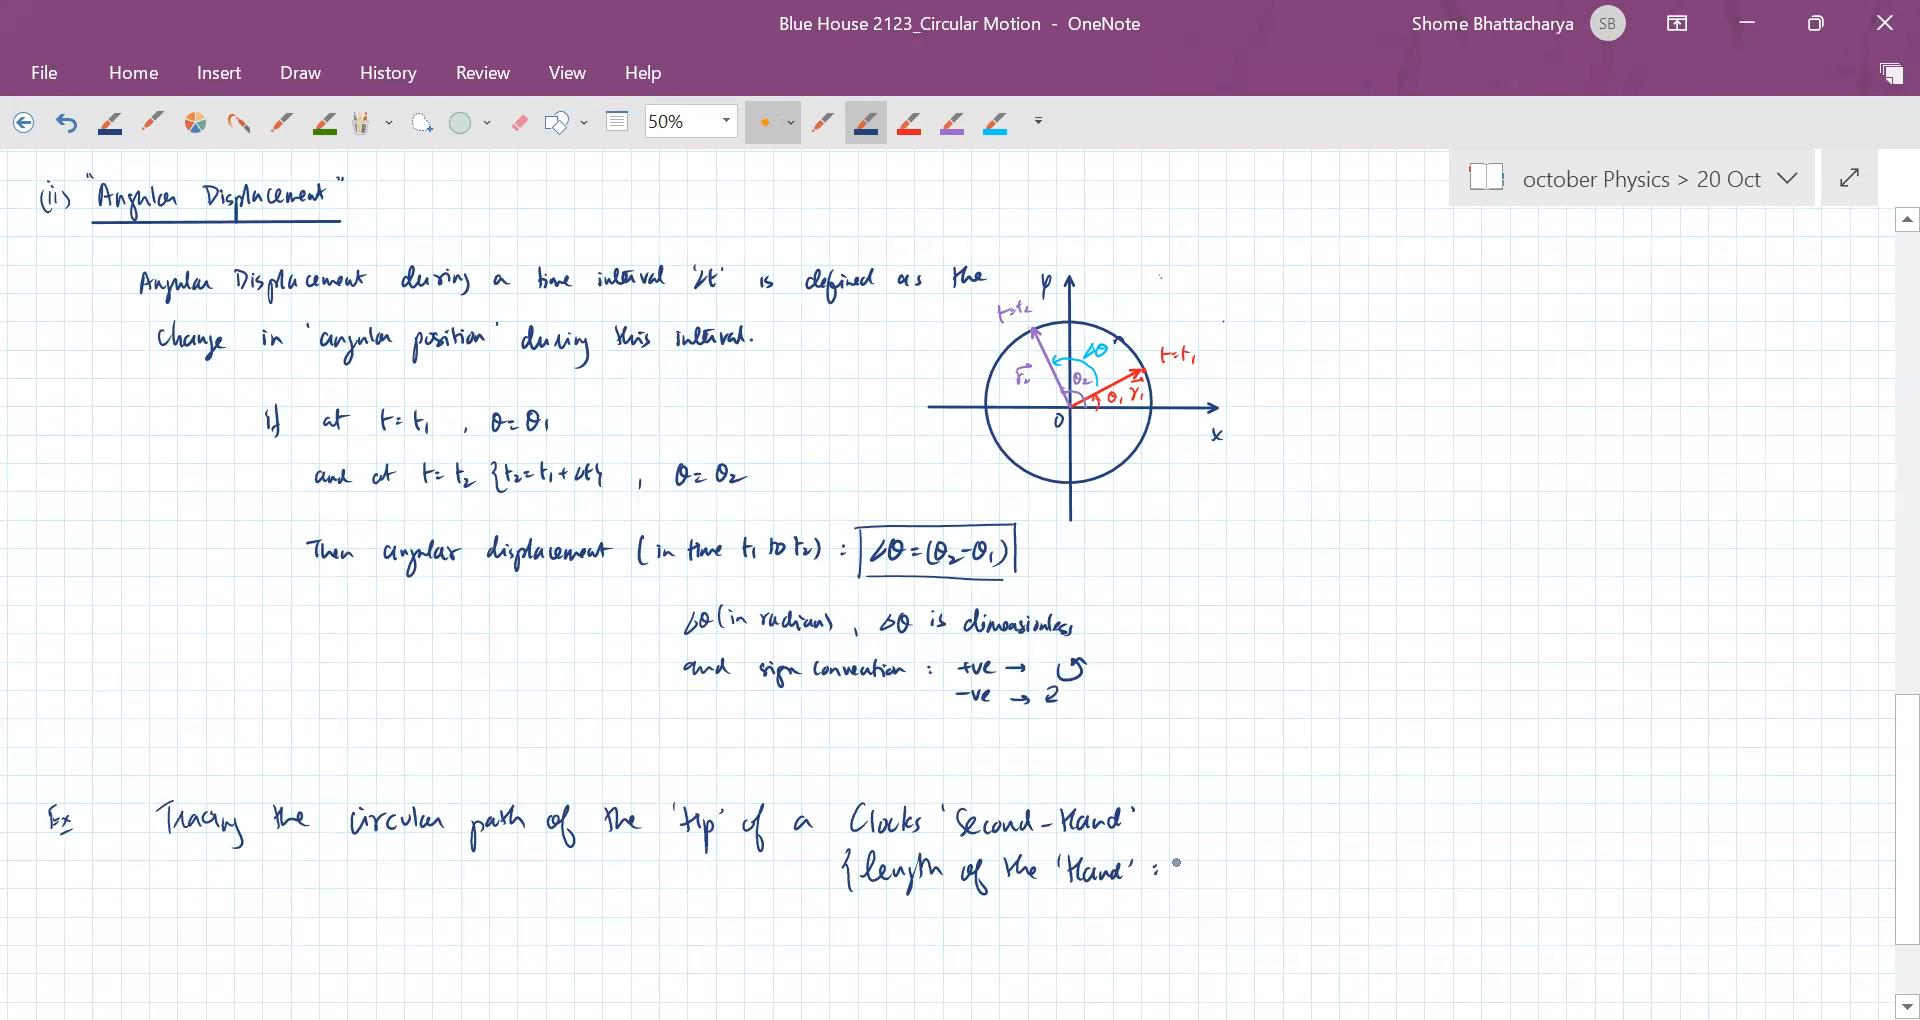 Blue House 2123_Circular Motion - OneNote
Shome Bhattacharya SB
File Home Insert Draw History Review View Help
50%
october Physics > 20 Oct
(ii) "Angular Displacement"
Angular Displacement during a time interval 'Δt' is defined as the
change in 'angular position' during this interval.
y
t=t₂
Δθ
t=t₁
r⃗₂
θ₂
θ₁
r⃗₁
O
x
if at t=t₁ , θ=θ₁
and at t=t₂ {t₂=t₁+Δt} , θ=θ₂
Then angular displacement (in time t₁ to t₂) : Δθ=(θ₂-θ₁)
Δθ (in radian) , Δθ is dimensionless
and sign convention : +ve → ↺
-ve → ↻
Ex Tracing the circular path of the 'tip' of a Clocks 'Second-Hand'
{length of the 'Hand' :